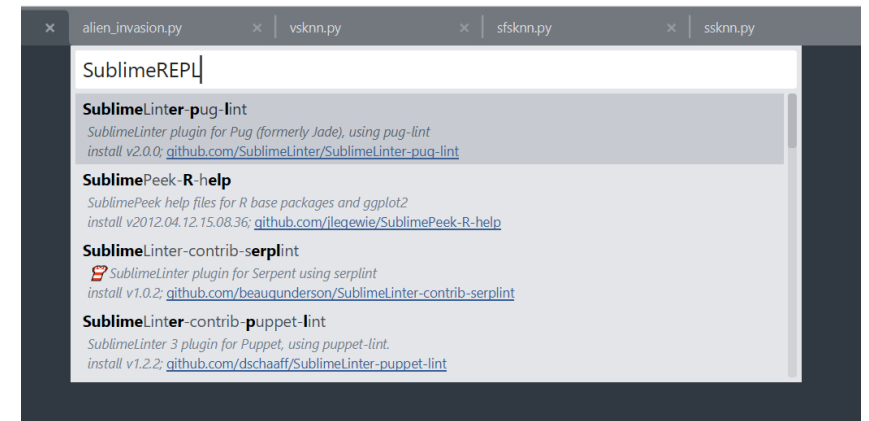 alien_invasion.py vsknn.py sfsknn.py ssknn.py
SublimeREPL
SublimeLinter-pug-lint
SublimeLinter plugin for Pug (formerly Jade), using pug-lint
install v2.0.0; github.com/SublimeLinter/SublimeLinter-pug-lint
SublimePeek-R-help
SublimePeek help files for R base packages and ggplot2
install v2012.04.12.15.08.36; github.com/jlegewie/SublimePeek-R-help
SublimeLinter-contrib-serplint
SublimeLinter plugin for Serpent using serplint
install v1.0.2; github.com/beaugunderson/SublimeLinter-contrib-serplint
SublimeLinter-contrib-puppet-lint
SublimeLinter 3 plugin for Puppet, using puppet-lint.
install v1.2.2; github.com/dschaaff/SublimeLinter-puppet-lint